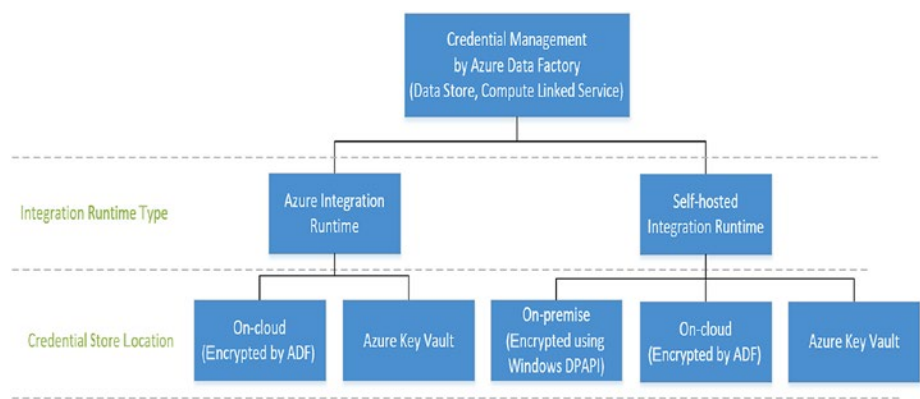 Credential Management
by Azure Data Factory
(Data Store, Compute Linked Service)
Integration Runtime Type
Azure Integration
Runtime
Self-hosted
Integration Runtime
Credential Store Location
On-cloud
(Encrypted by ADF)
Azure Key Vault
On-premise
(Encrypted using
Windows DPAPI)
On-cloud
(Encrypted by ADF)
Azure Key Vault